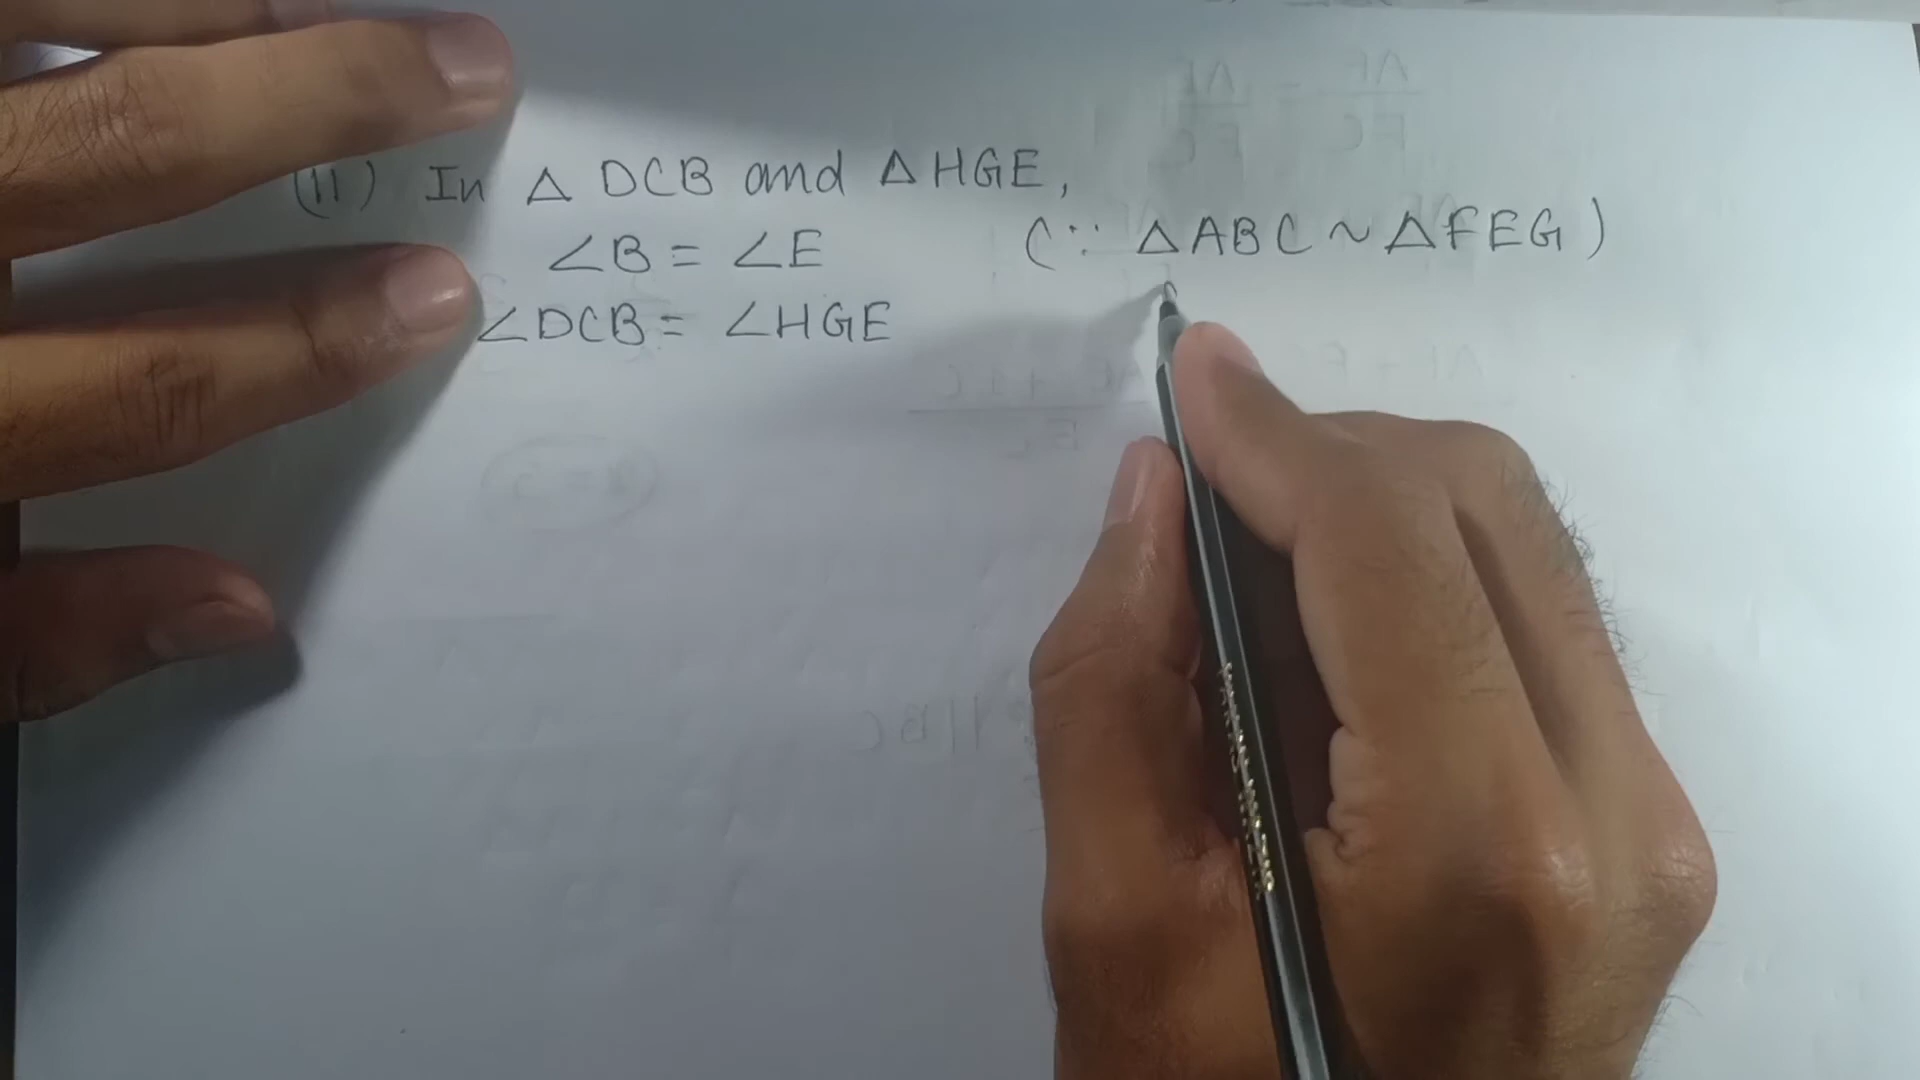 (ii) In △ DCB and △HGE,
∠B = ∠E (∵ △ABC ~ △FEG)
∠DCB = ∠HGE